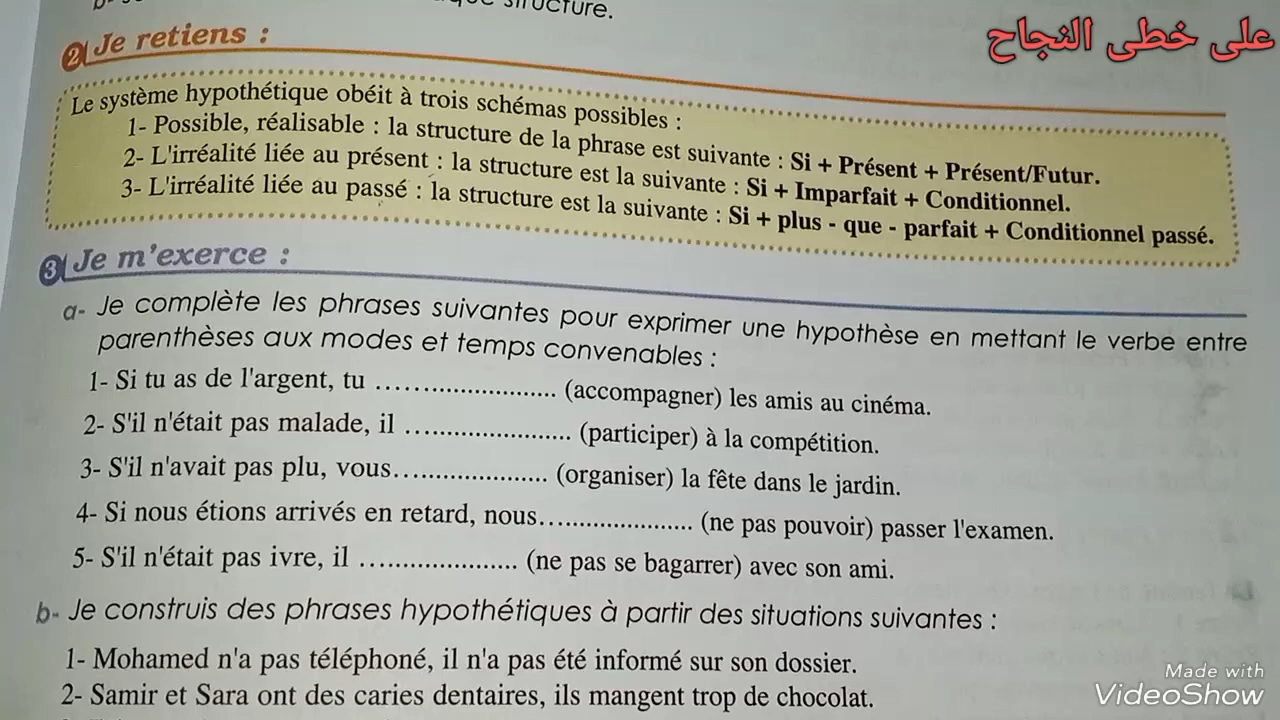 structure.
على خطى النجاح
2 Je retiens :
Le système hypothétique obéit à trois schémas possibles :
1- Possible, réalisable : la structure de la phrase est suivante : Si + Présent + Présent/Futur.
2- L'irréalité liée au présent : la structure est la suivante : Si + Imparfait + Conditionnel.
3- L'irréalité liée au passé : la structure est la suivante : Si + plus - que - parfait + Conditionnel passé.
3 Je m'exerce :
a- Je complète les phrases suivantes pour exprimer une hypothèse en mettant le verbe entre
parenthèses aux modes et temps convenables :
1- Si tu as de l'argent, tu ........................... (accompagner) les amis au cinéma.
2- S'il n'était pas malade, il ........................ (participer) à la compétition.
3- S'il n'avait pas plu, vous...................... (organiser) la fête dans le jardin.
4- Si nous étions arrivés en retard, nous...................... (ne pas pouvoir) passer l'examen.
5- S'il n'était pas ivre, il ....................... (ne pas se bagarrer) avec son ami.
b- Je construis des phrases hypothétiques à partir des situations suivantes :
1- Mohamed n'a pas téléphoné, il n'a pas été informé sur son dossier.
2- Samir et Sara ont des caries dentaires, ils mangent trop de chocolat.
Made with
VideoShow